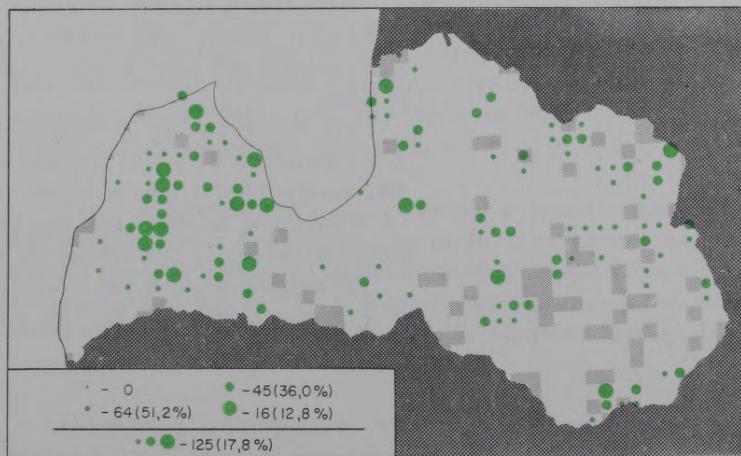 - 0 - 45(36,0%)
- 64(51,2%) - 16(12,8%)
- 125(17,8%)